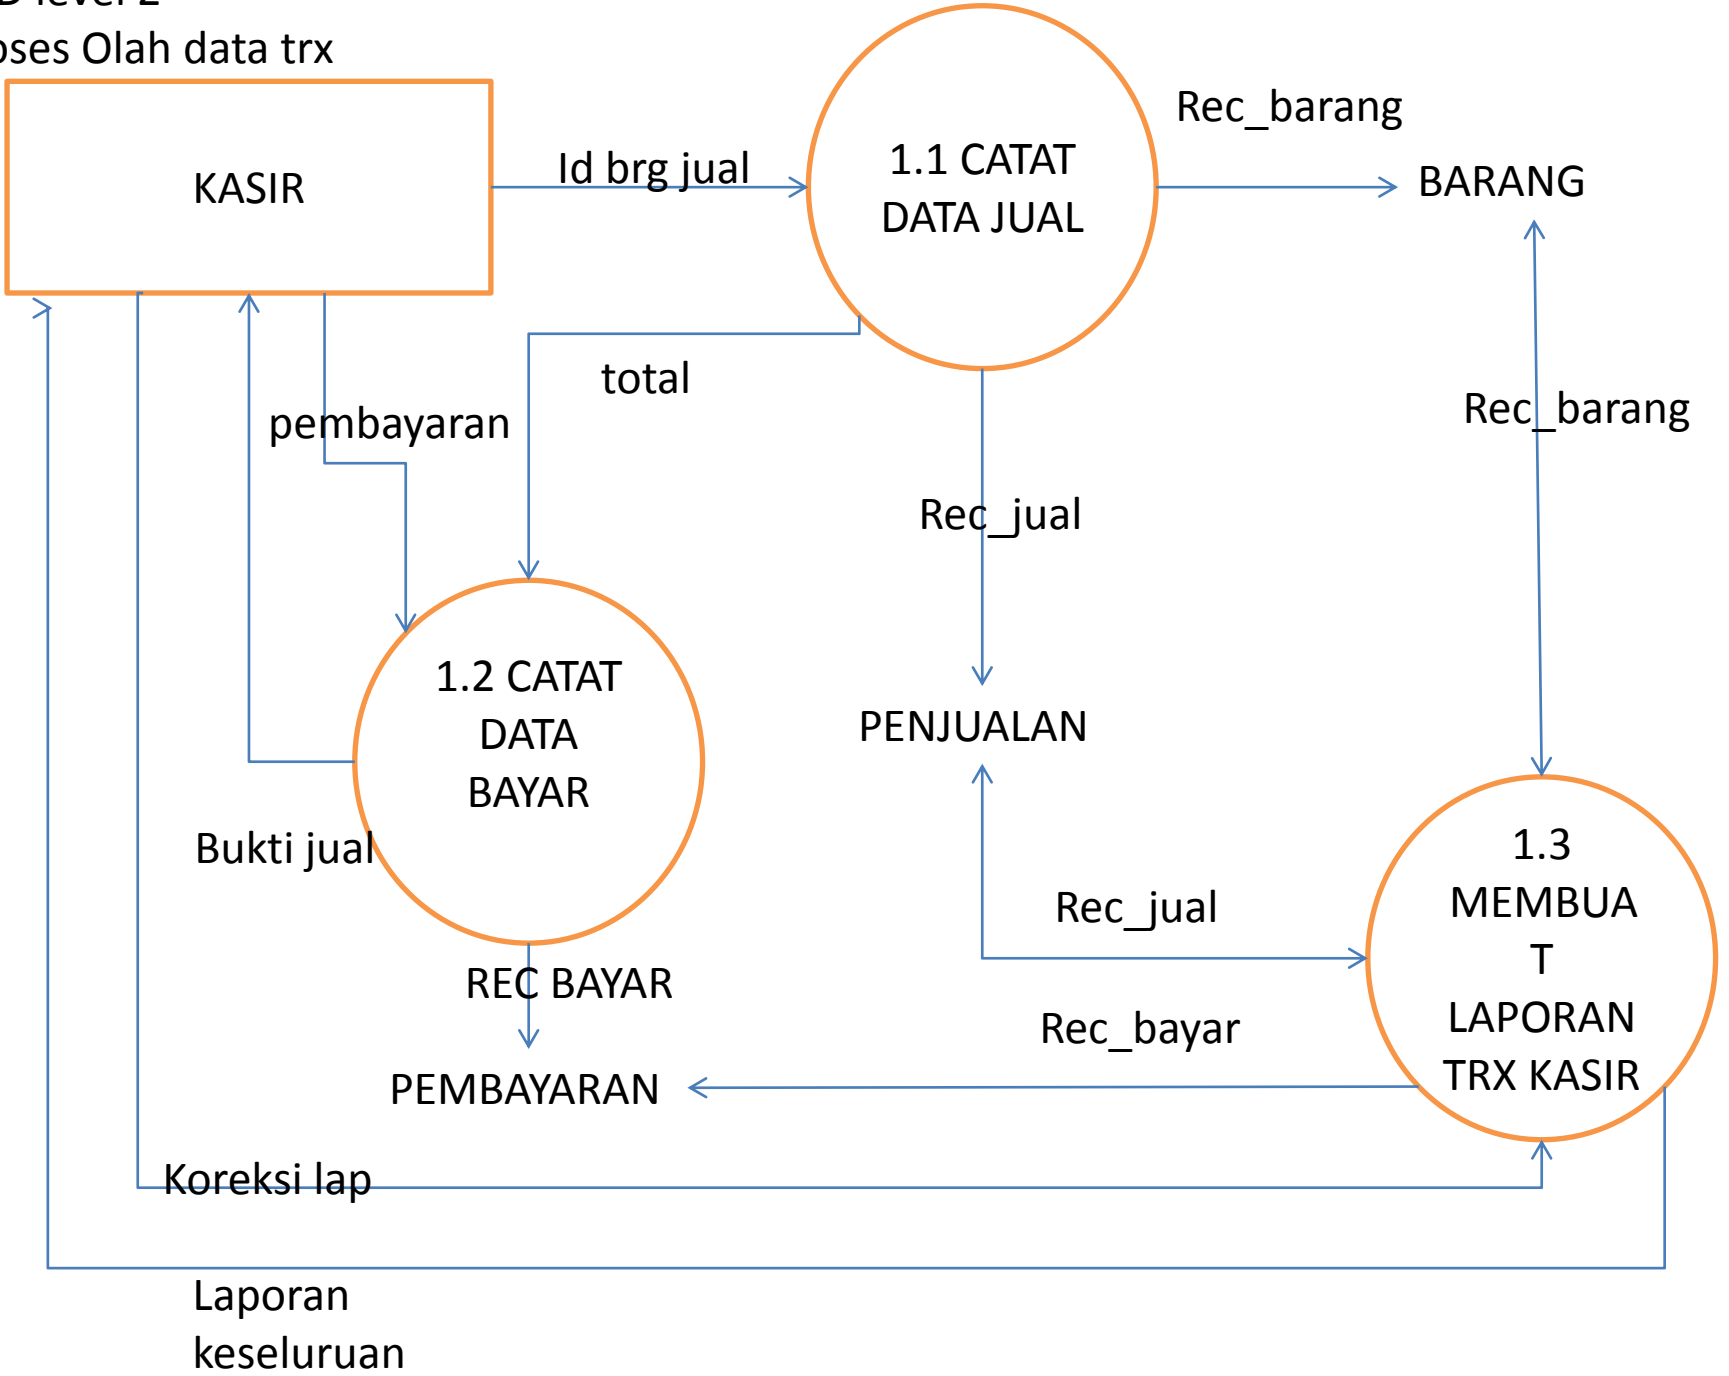 D level 2
oses Olah data trx
KASIR
Id brg jual
1.1 CATAT
DATA JUAL
Rec_barang
BARANG
total
pembayaran
Rec_barang
Rec_jual
1.2 CATAT
DATA
BAYAR
PENJUALAN
Bukti jual
1.3
MEMBUA
T
LAPORAN
TRX KASIR
Rec_jual
REC BAYAR
Rec_bayar
PEMBAYARAN
Koreksi lap
Laporan
keseluruan